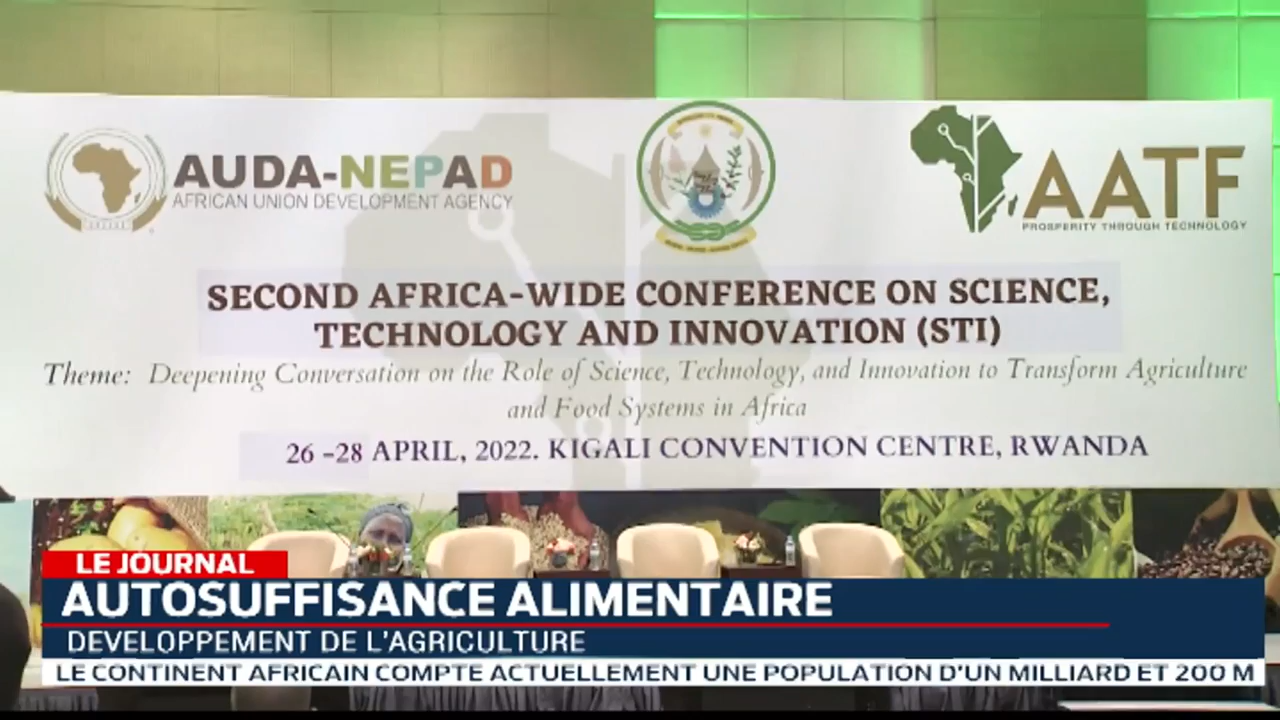 AUDA-NEPAD
AFRICAN UNION DEVELOPMENT AGENCY
AATF
PROSPERITY THROUGH TECHNOLOGY
SECOND AFRICA-WIDE CONFERENCE ON SCIENCE,
TECHNOLOGY AND INNOVATION (STI)
Theme: Deepening Conversation on the Role of Science, Technology, and Innovation to Transform Agriculture
and Food Systems in Africa
26 –28 APRIL, 2022. KIGALI CONVENTION CENTRE, RWANDA
LE JOURNAL
AUTOSUFFISANCE ALIMENTAIRE
DEVELOPPEMENT DE L'AGRICULTURE
LE CONTINENT AFRICAIN COMPTE ACTUELLEMENT UNE POPULATION D'UN MILLIARD ET 200 M